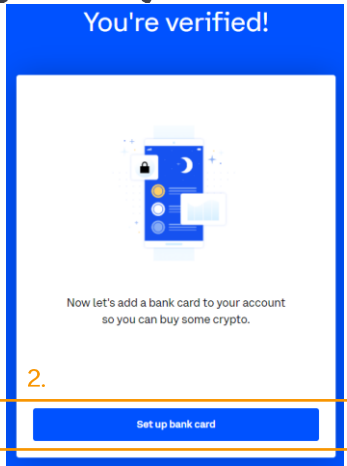 You're verified!
Now let's add a bank card to your account
so you can buy some crypto.
2.
Set up bank card